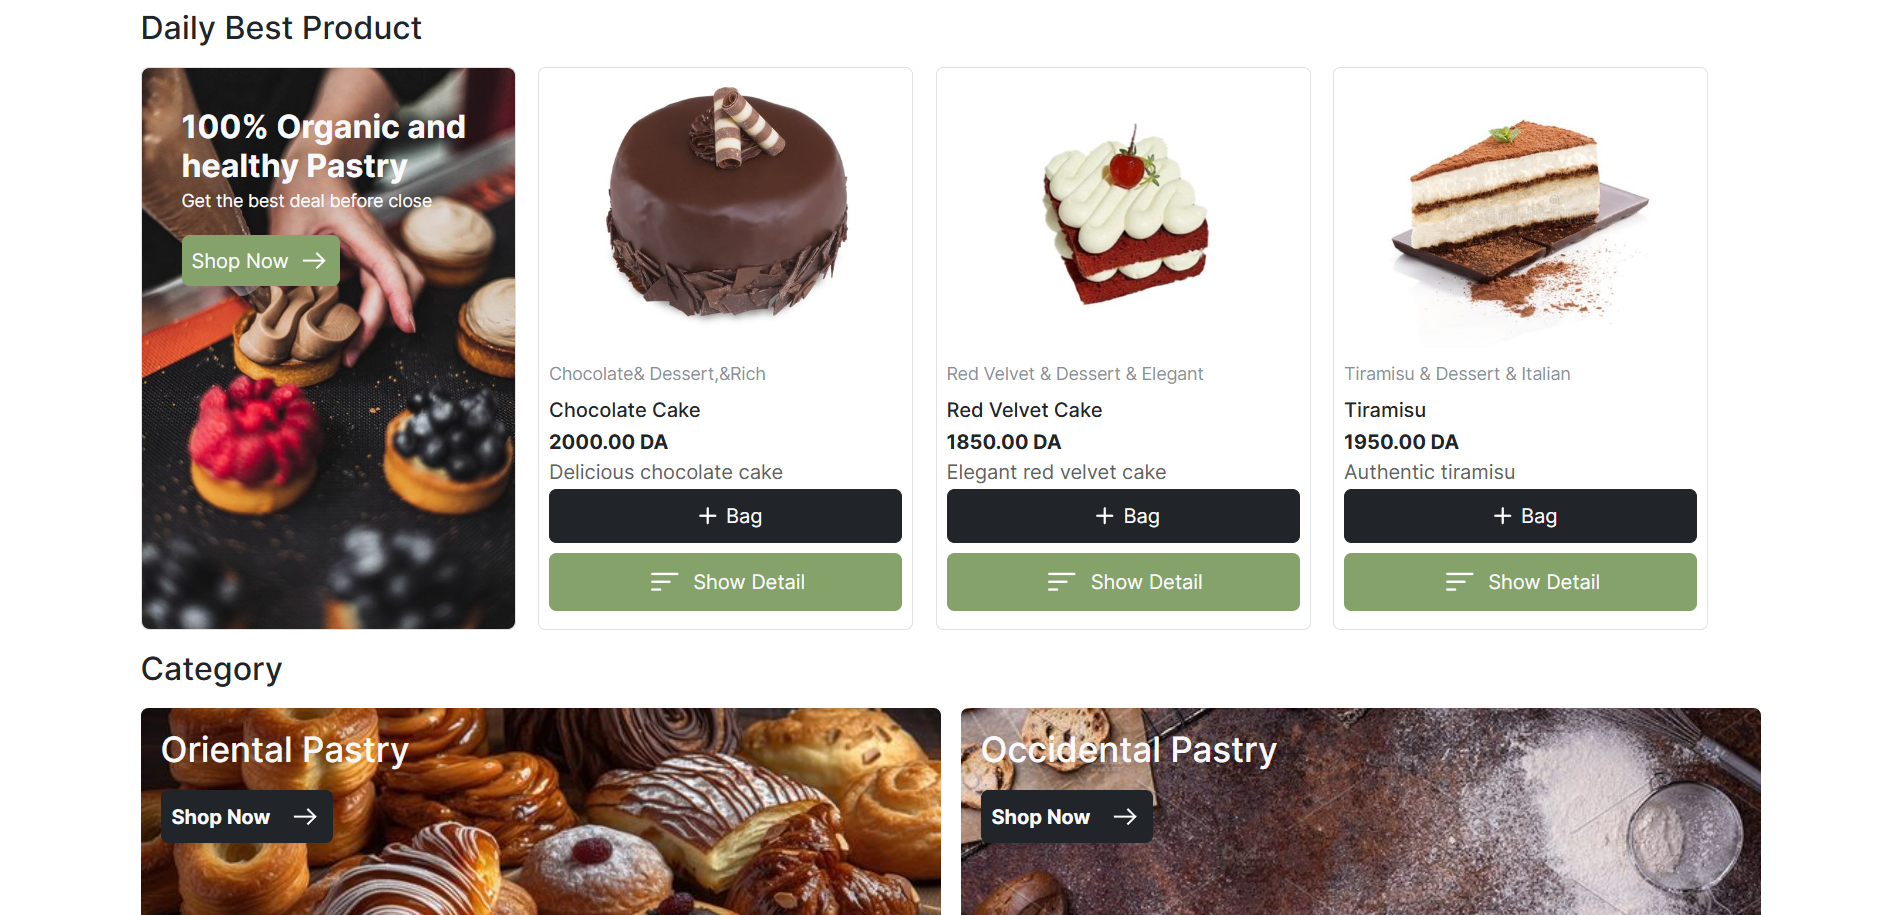 Daily Best Product
100% Organic and
healthy Pastry
Get the best deal before close
Shop Now
Chocolate& Dessert,&Rich
Chocolate Cake
2000.00 DA
Delicious chocolate cake
+ Bag
Show Detail
Red Velvet & Dessert & Elegant
Red Velvet Cake
1850.00 DA
Elegant red velvet cake
+ Bag
Show Detail
Tiramisu & Dessert & Italian
Tiramisu
1950.00 DA
Authentic tiramisu
+ Bag
Show Detail
Category
Oriental Pastry
Shop Now
Occidental Pastry
Shop Now